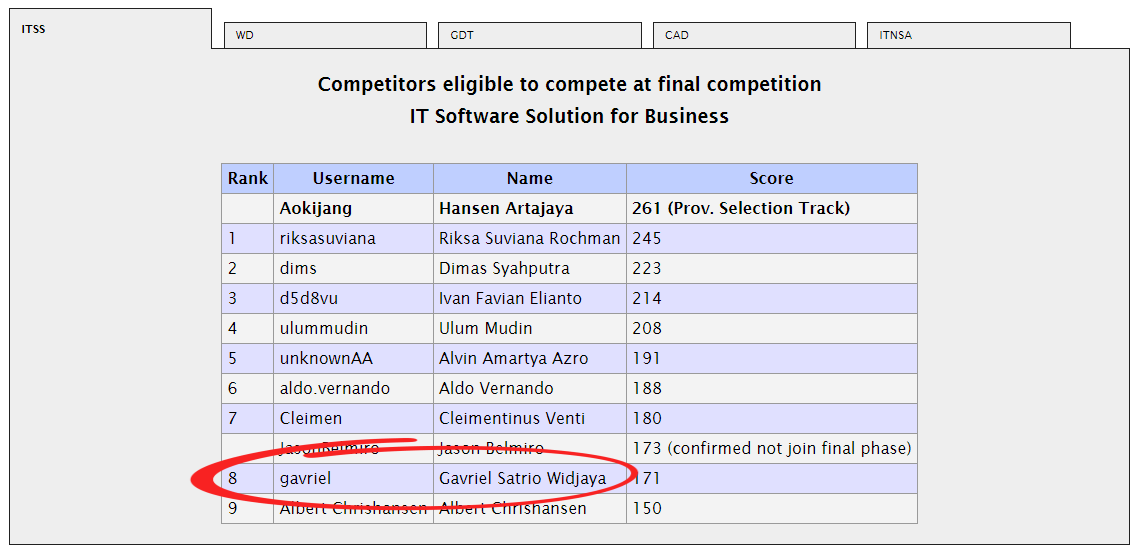 ITSS
WD
GDT
CAD
ITNSA
Competitors eligible to compete at final competition
IT Software Solution for Business
Rank Username Name Score
Aokijang Hansen Artajaya 261 (Prov. Selection Track)
1 riksasuviana Riksa Suviana Rochman 245
2 dims Dimas Syahputra 223
3 d5d8vu Ivan Favian Elianto 214
4 ulummudin Ulum Mudin 208
5 unknownAA Alvin Amartya Azro 191
6 aldo.vernando Aldo Vernando 188
7 Cleimen Cleimentinus Venti 180
JasonBelmiro Jason Belmiro 173 (confirmed not join final phase)
8 gavriel Gavriel Satrio Widjaya 171
9 Albert Chrishansen Albert Chrishansen 150